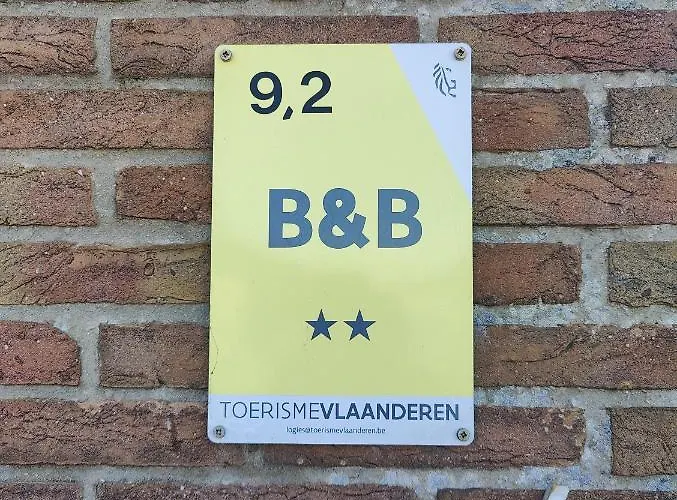 9,2
B&B
★★
TOERISMEVLAANDEREN
logies@toerismevlaanderen.be